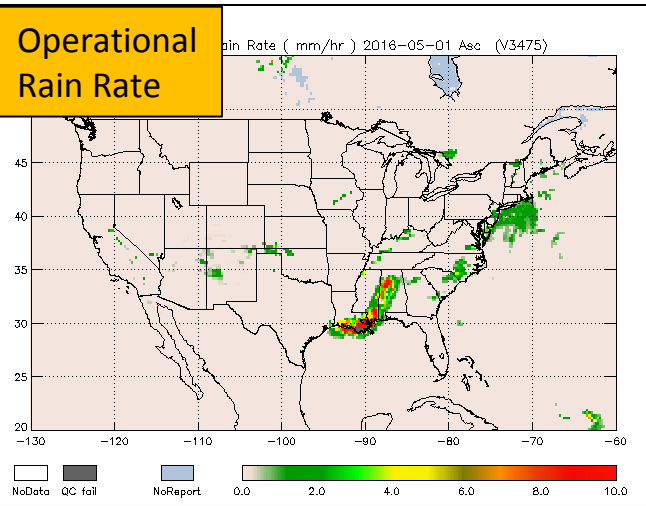 Operational
Rain Rate
ain Rate ( mm/hr ) 2016-05-01 Asc (V3475)
45
40
35
30
25
20
-130 -120 -110 -100 -90 -80 -70 -60
NoData QC fail NoReport 0.0 2.0 4.0 6.0 8.0 10.0